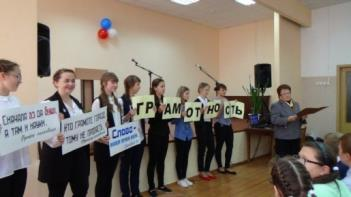 Сначала аз да буки,
а там и науки.
Кто грамоте горазд,
тому не пропасть.
Слово-
ГРАМОТНОСТЬ